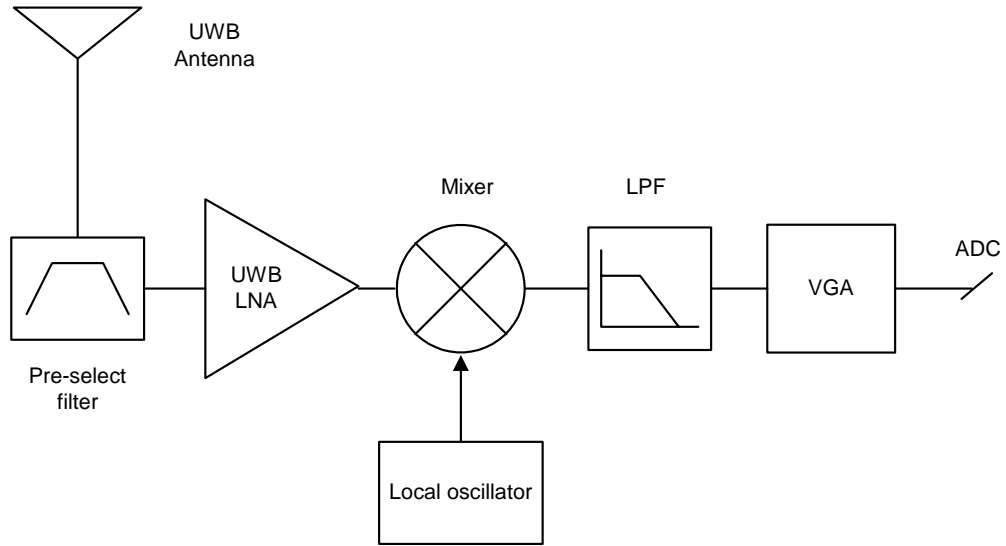 UWB
Antenna
Mixer
LPF
ADC
UWB
LNA
VGA
Pre-select
filter
Local oscillator